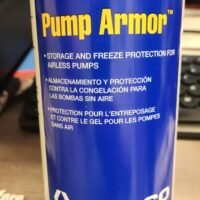 Pump Armor™
• STORAGE AND FREEZE PROTECTION FOR
AIRLESS PUMPS
• ALMACENAMIENTO Y PROTECCIÓN
CONTRA LA CONGELACIÓN PARA
LAS BOMBAS SIN AIRE
• PROTECTION POUR L'ENTREPOSAGE
ET CONTRE LE GEL POUR LES POMPES
SANS AIR